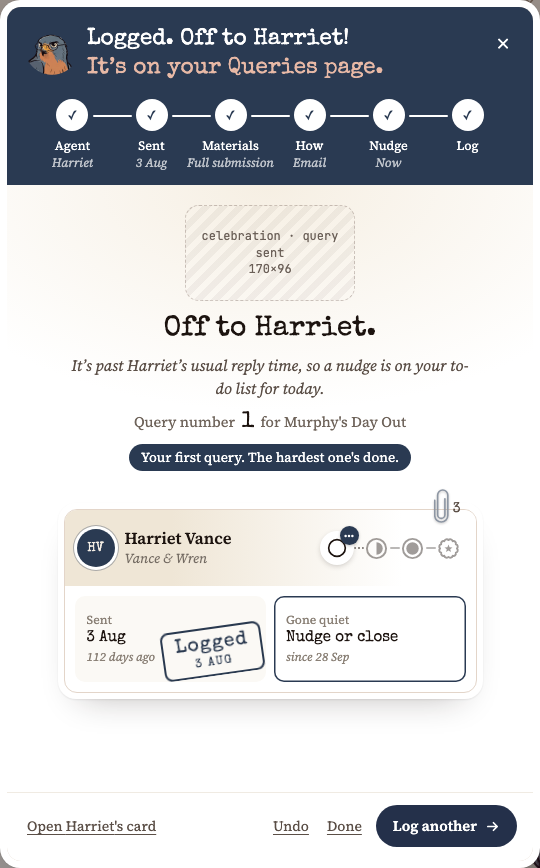 Logged. Off to Harriet!
It’s on your Queries page.
Agent
Harriet
Sent
3 Aug
Materials
Full submission
How
Email
Nudge
Now
Log
celebration · query
sent
170×96
Off to Harriet.
It’s past Harriet’s usual reply time, so a nudge is on your to-
do list for today.
Query number 1 for Murphy's Day Out
Your first query. The hardest one's done.
3
HV
Harriet Vance
Vance & Wren
Sent
3 Aug
112 days ago
Logged
3 AUG
Gone quiet
Nudge or close
since 28 Sep
Open Harriet's card
Undo
Done
Log another →